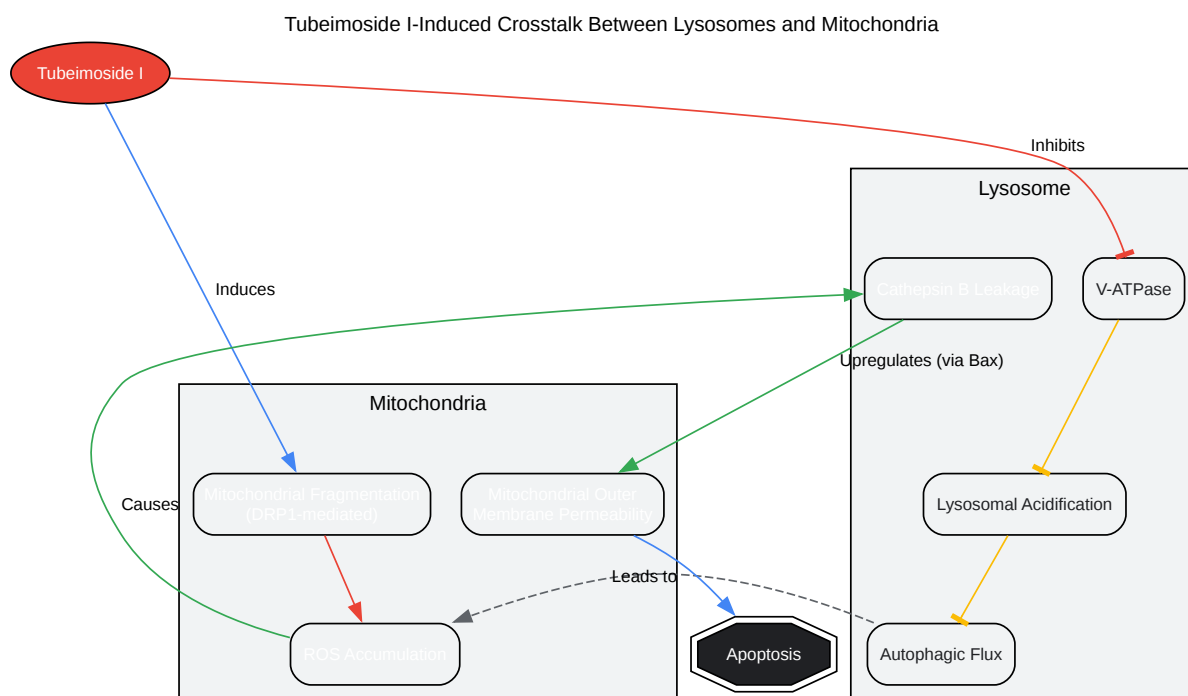 Tubeimoside I-Induced Crosstalk Between Lysosomes and Mitochondria
Tubeimoside I
Inhibits
Lysosome
Induces
Cathepsin B Leakage
V-ATPase
Upregulates (via Bax)
Mitochondria
Mitochondrial Fragmentation
(DRP1-mediated)
Mitochondrial Outer
Membrane Permeability
Causes
Lysosomal Acidification
Leads to
ROS Accumulation
Apoptosis
Autophagic Flux